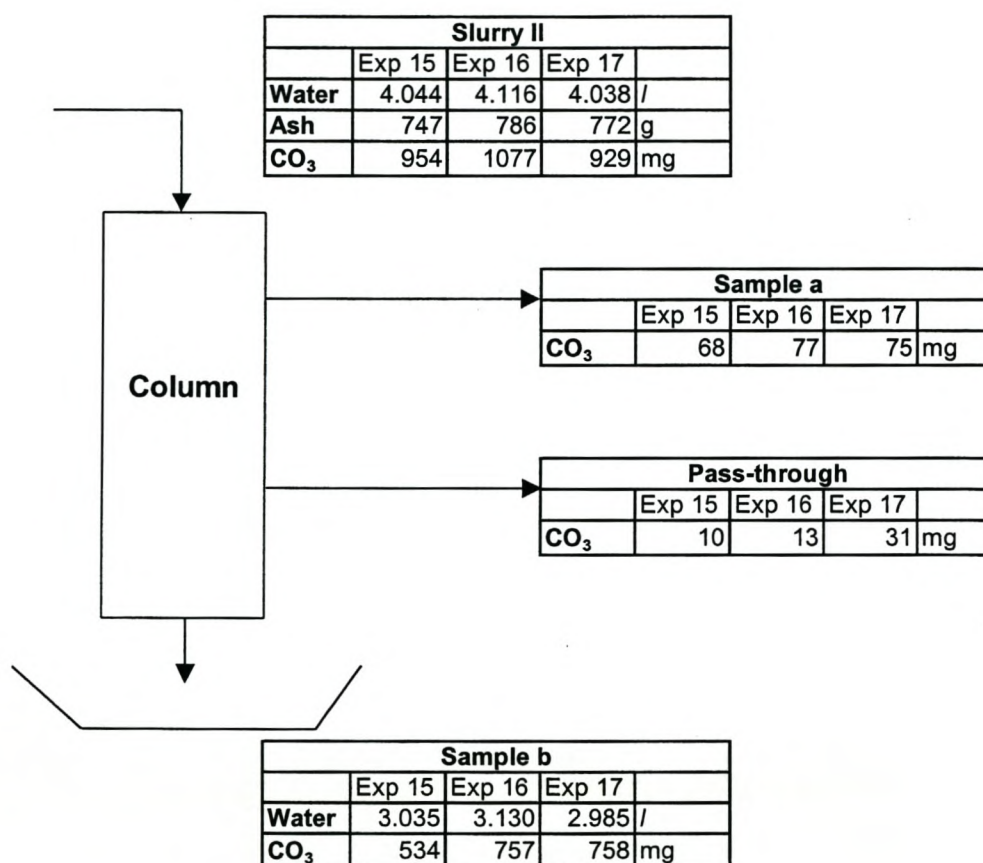 Slurry II
Exp 15 Exp 16 Exp 17
Water 4.044 4.116 4.038 l
Ash 747 786 772 g
CO₃ 954 1077 929 mg
Sample a
Exp 15 Exp 16 Exp 17
CO₃ 68 77 75 mg
Column
Pass-through
Exp 15 Exp 16 Exp 17
CO₃ 10 13 31 mg
Sample b
Exp 15 Exp 16 Exp 17
Water 3.035 3.130 2.985 l
CO₃ 534 757 758 mg